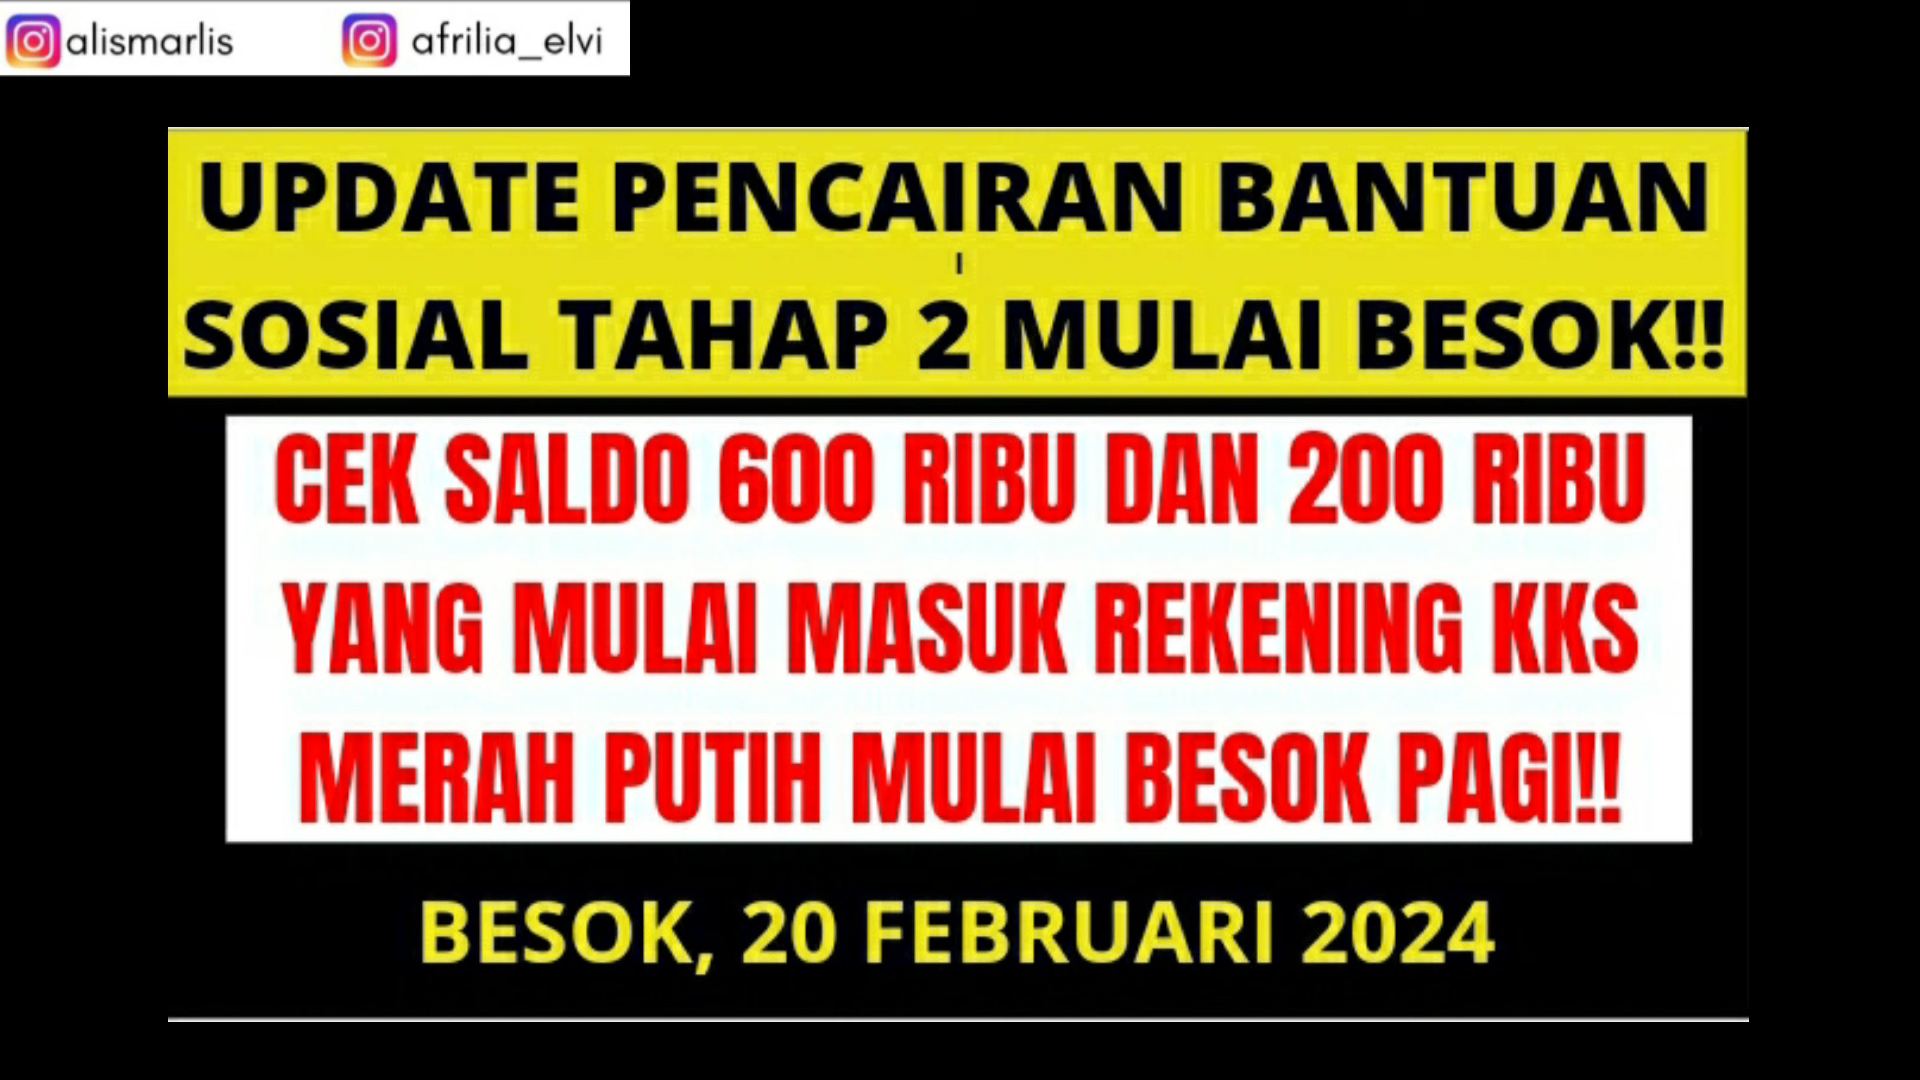 alismarlis afrilia_elvi
UPDATE PENCAIRAN BANTUAN
SOSIAL TAHAP 2 MULAI BESOK!!
CEK SALDO 600 RIBU DAN 200 RIBU
YANG MULAI MASUK REKENING KKS
MERAH PUTIH MULAI BESOK PAGI!!
BESOK, 20 FEBRUARI 2024